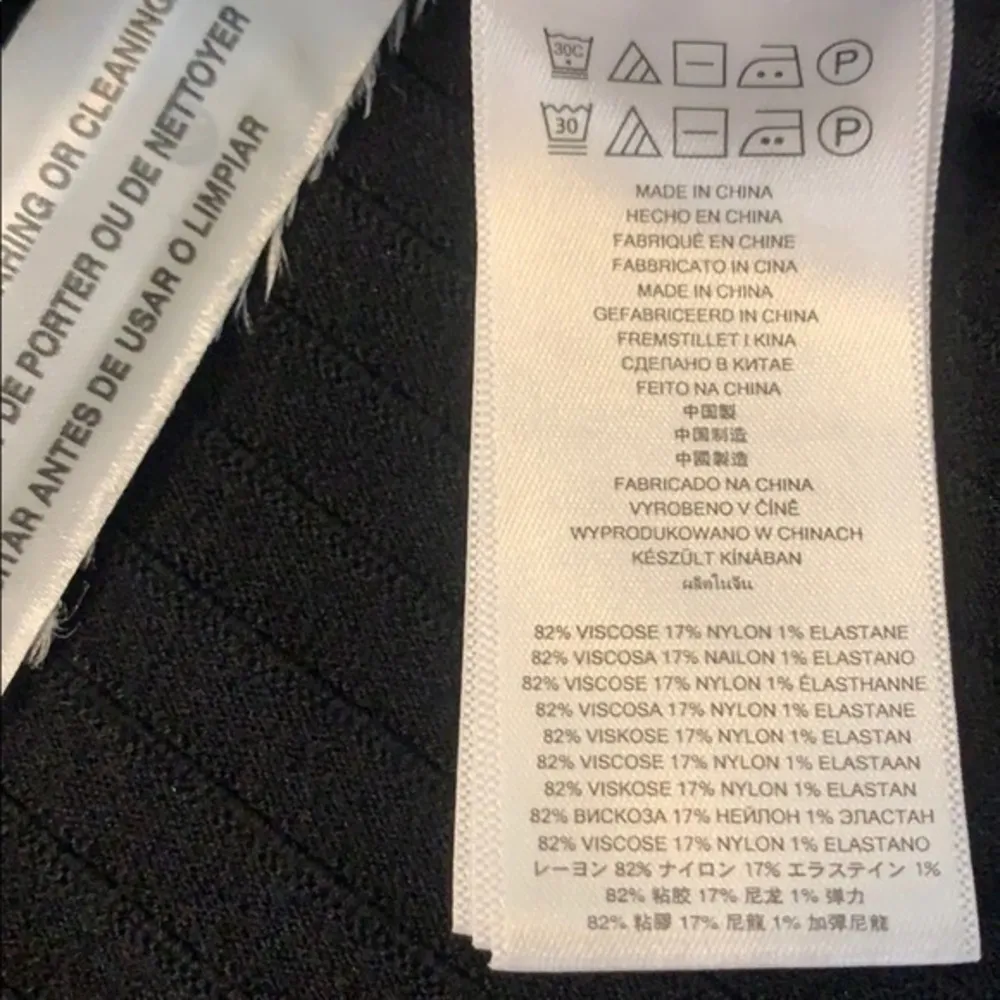 RING OR CLEANING
DE PORTER OU DE NETTOYER
ANTES DE USAR O LIMPIAR
30C P
30 P
MADE IN CHINA
HECHO EN CHINA
FABRIQUÉ EN CHINE
FABBRICATO IN CINA
MADE IN CHINA
GEFABRICEERD IN CHINA
FREMSTILLET I KINA
СДЕЛАНО В КИТАЕ
FEITO NA CHINA
中国製
中国制造
中國製造
FABRICADO NA CHINA
VYROBENO V ČÍNĚ
WYPRODUKOWANO W CHINACH
KÉSZÜLT KÍNÁBAN
ผลิตในจีน
82% VISCOSE 17% NYLON 1% ELASTANE
82% VISCOSA 17% NAILON 1% ELASTANO
82% VISCOSE 17% NYLON 1% ÉLASTHANNE
82% VISCOSA 17% NYLON 1% ELASTANE
82% VISKOSE 17% NYLON 1% ELASTAN
82% VISCOSE 17% NYLON 1% ELASTAAN
82% VISKOSE 17% NYLON 1% ELASTAN
82% ВИСКОЗА 17% НЕЙЛОН 1% ЭЛАСТАН
82% VISCOSE 17% NYLON 1% ELASTANO
レーヨン 82% ナイロン 17% エラステイン 1%
82% 粘胶 17% 尼龙 1% 弹力
82% 粘膠 17% 尼龍 1% 加彈尼龍